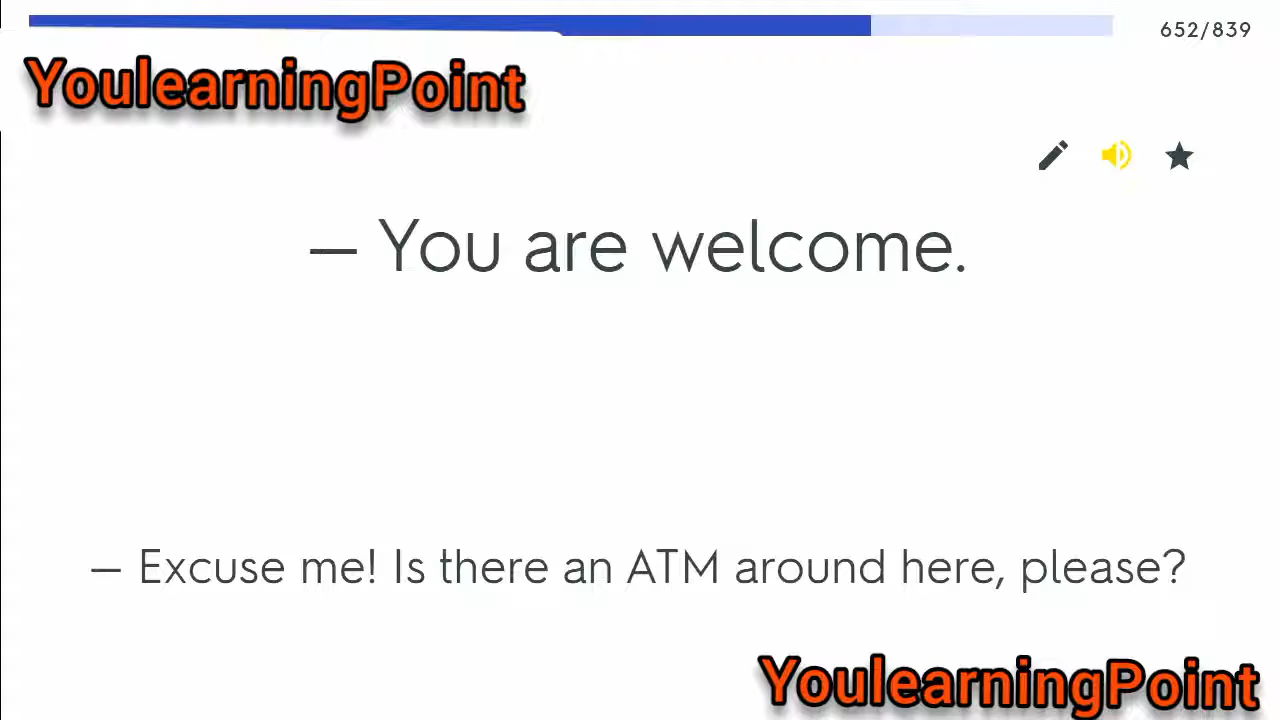 652/839
YoulearningPoint
— You are welcome.
— Excuse me! Is there an ATM around here, please?
YoulearningPoint